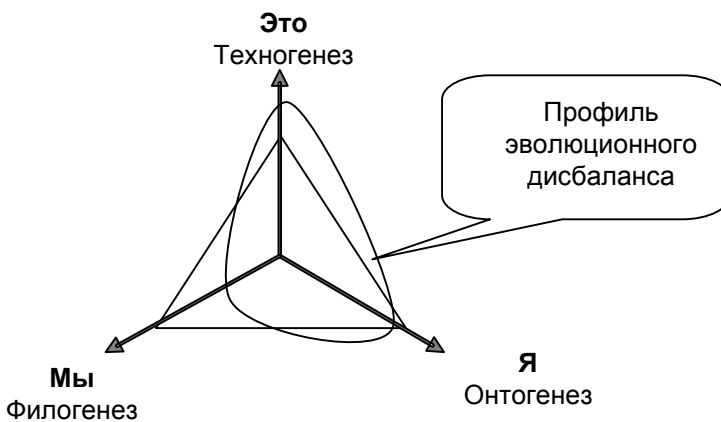 Это
Техногенез
Профиль
эволюционного
дисбаланса
Мы
Филогенез
Я
Онтогенез